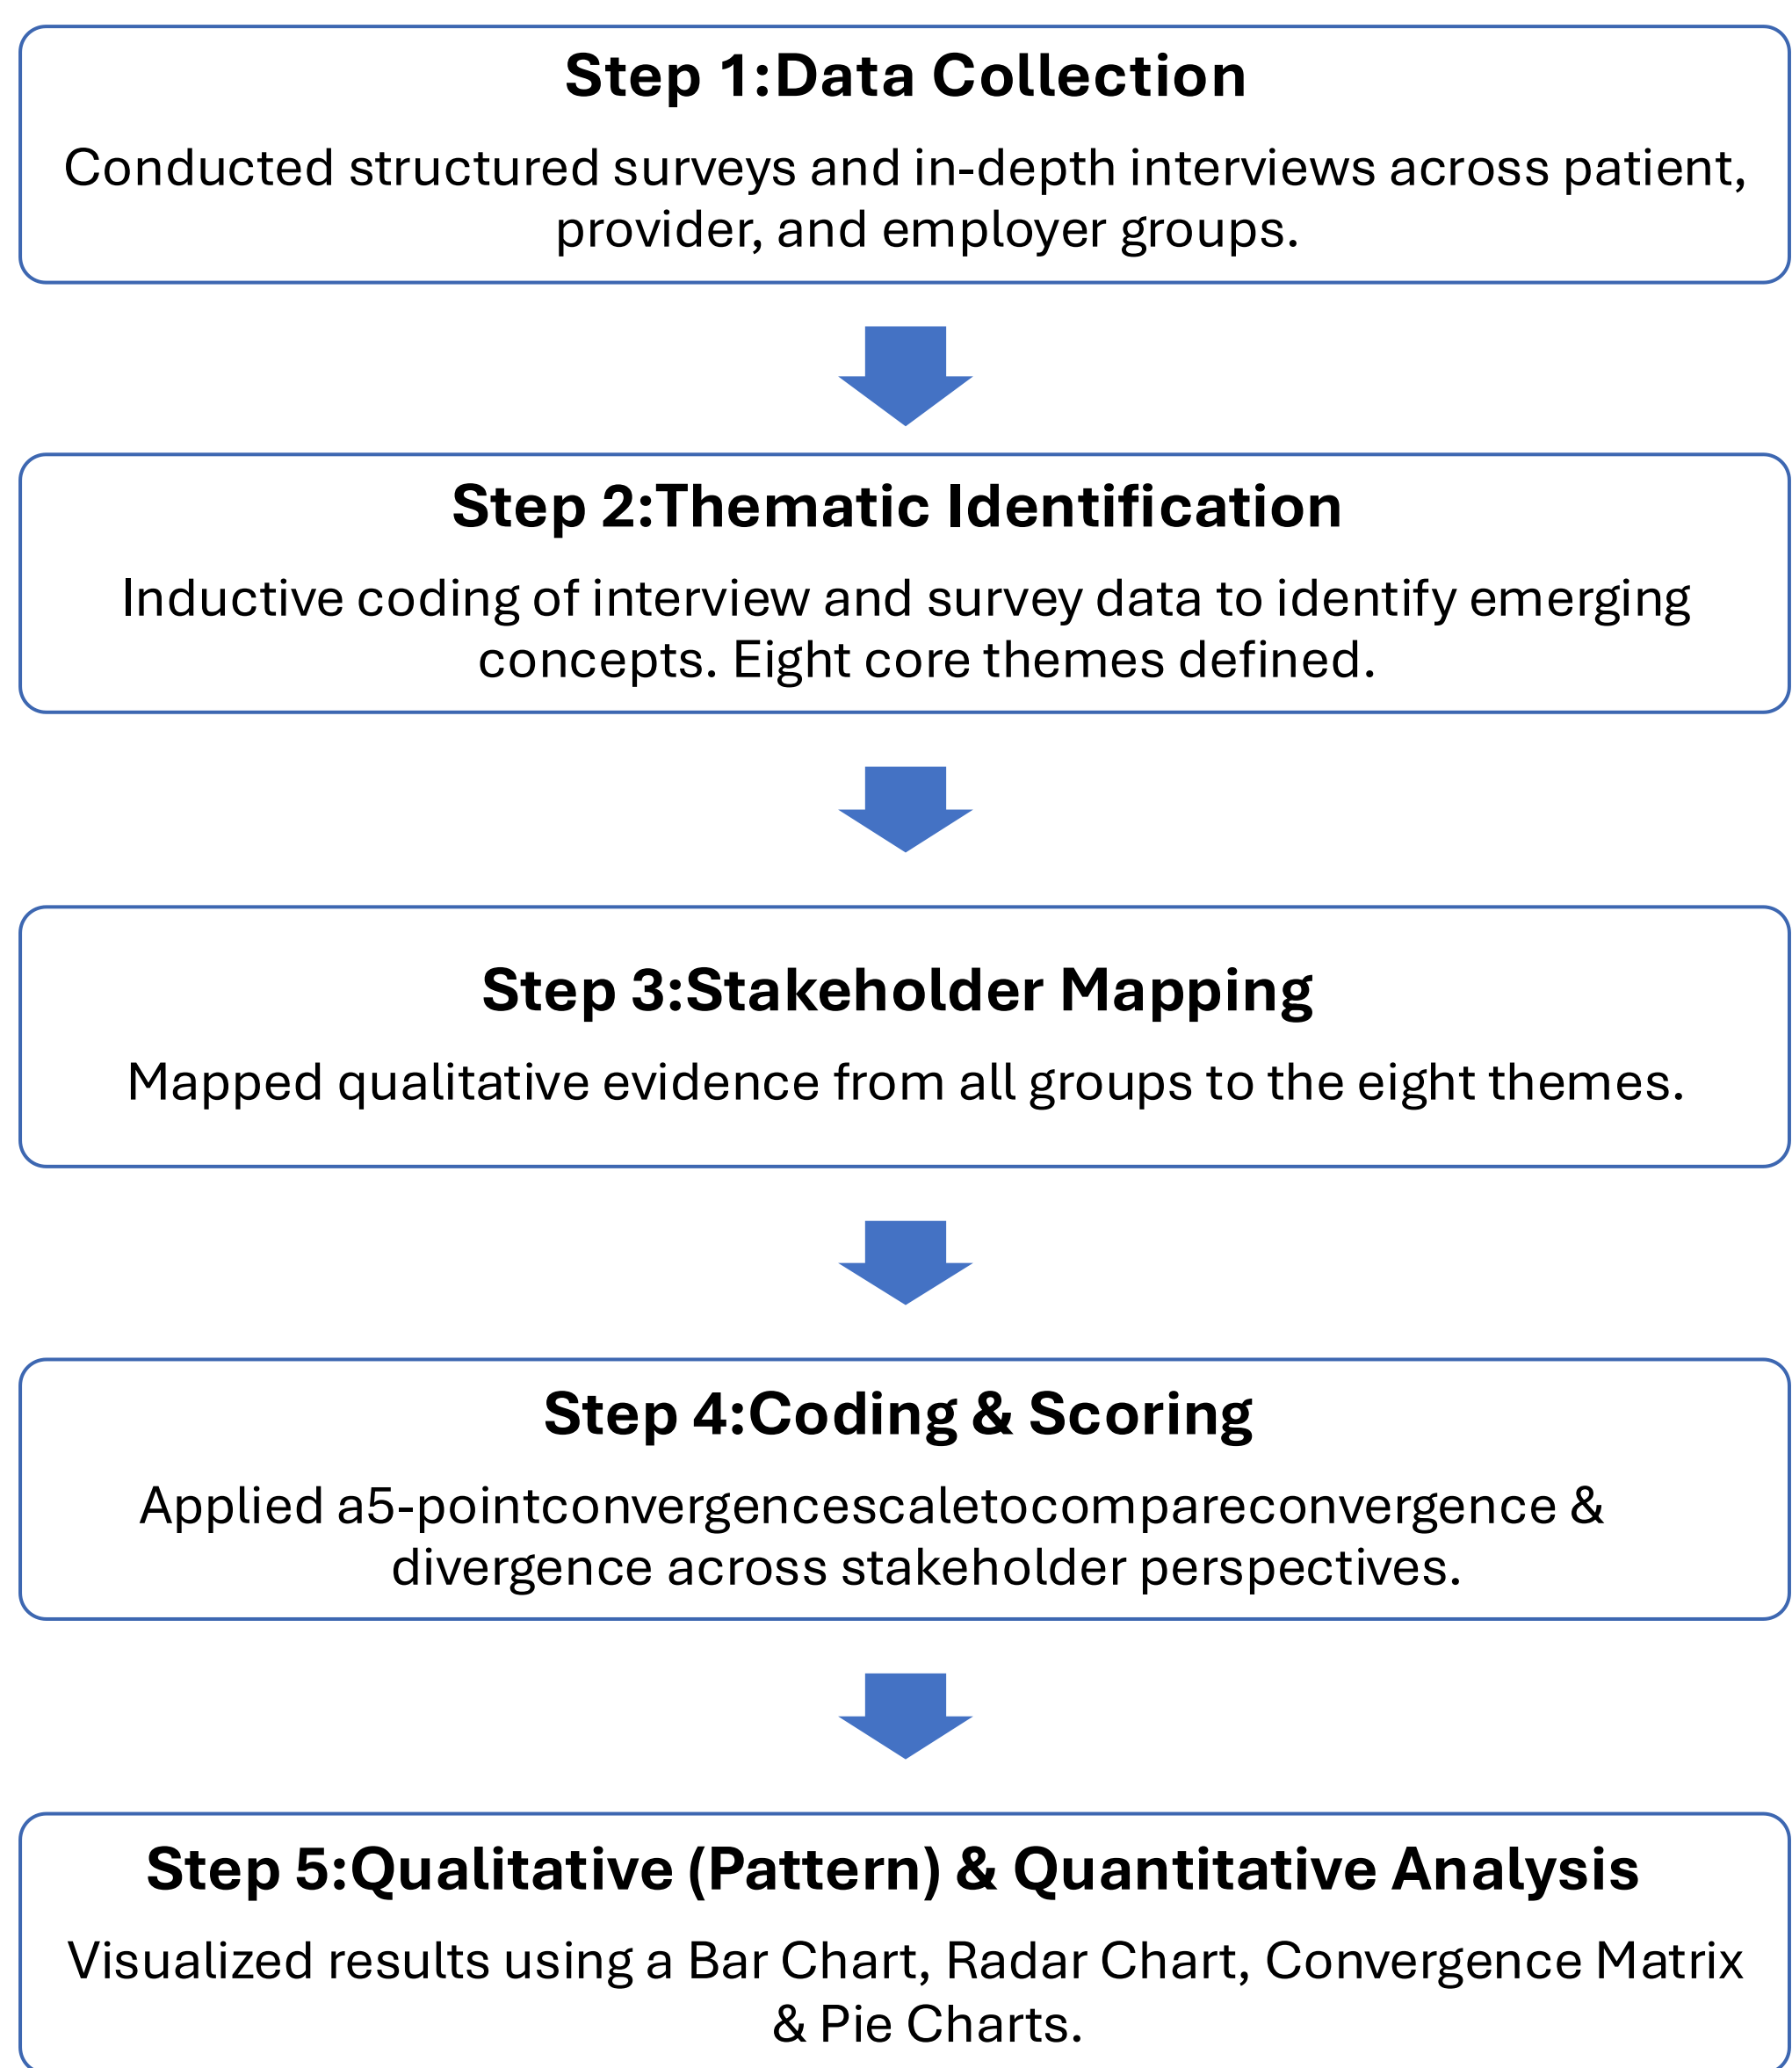 Step 1:Data Collection
Conducted structured surveys and in-depth interviews across patient,
provider, and employer groups.
Step 2:Thematic Identification
Inductive coding of interview and survey data to identify emerging
concepts. Eight core themes defined.
Step 3:Stakeholder Mapping
Mapped qualitative evidence from all groups to the eight themes.
Step 4:Coding & Scoring
Applied a5-pointconvergencescaletocompareconvergence &
divergence across stakeholder perspectives.
Step 5:Qualitative (Pattern) & Quantitative Analysis
Visualized results using a Bar Chart, Radar Chart, Convergence Matrix
& Pie Charts.